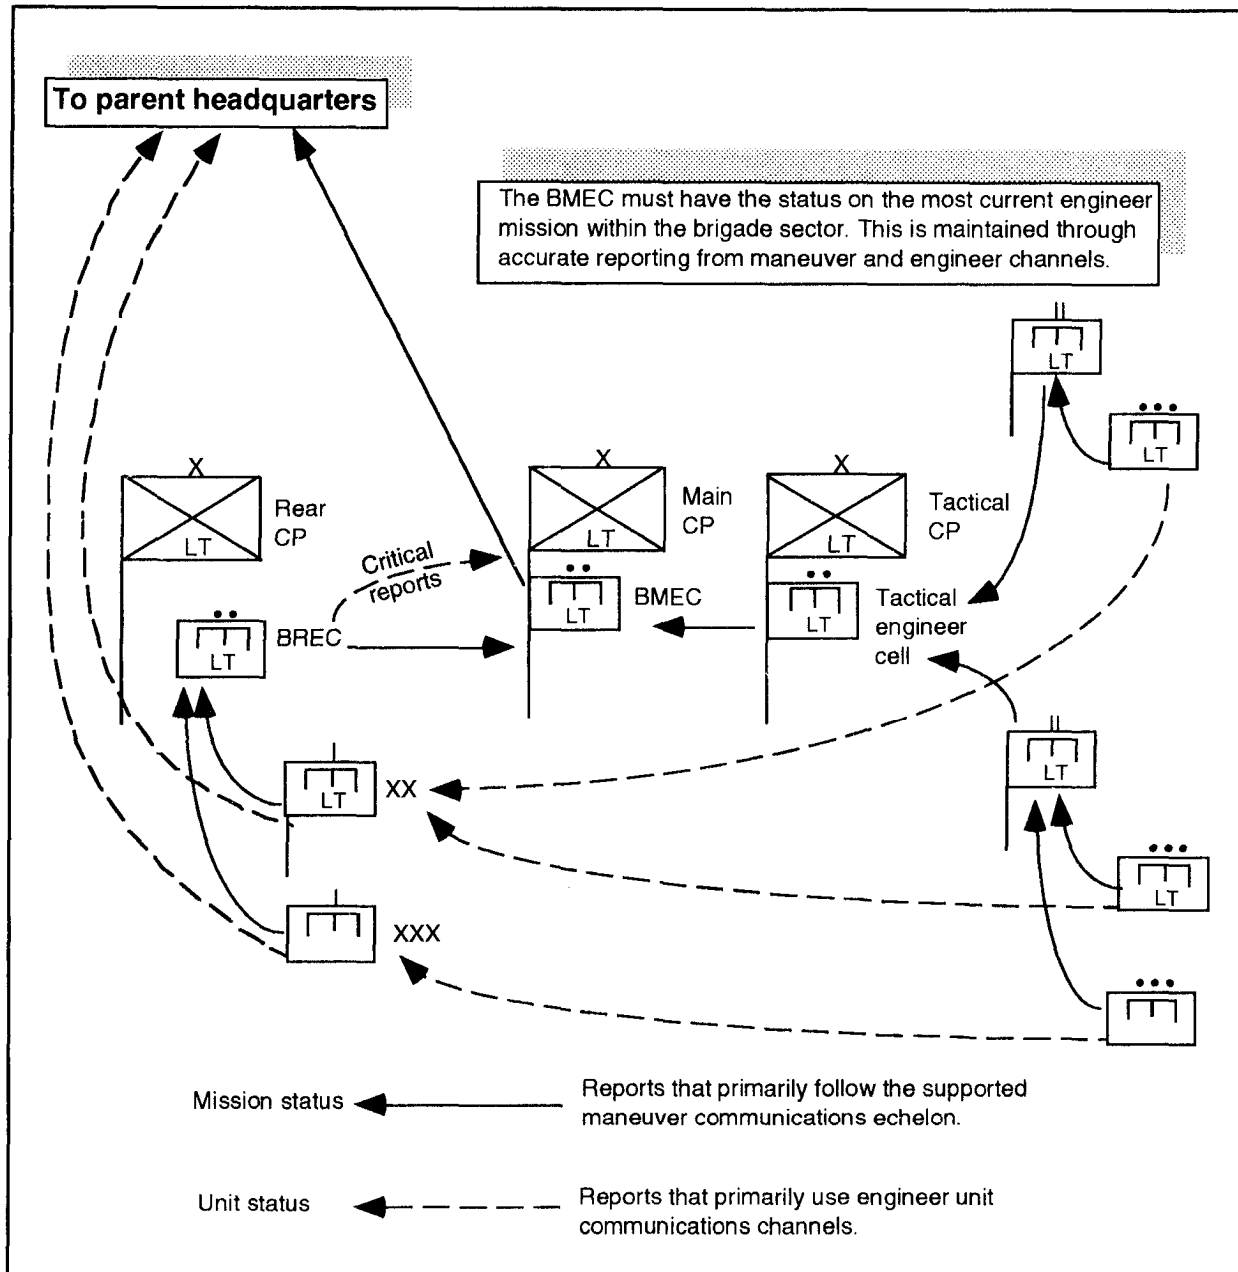 To parent headquarters
The BMEC must have the status on the most current engineer
mission within the brigade sector. This is maintained through
accurate reporting from maneuver and engineer channels.
LT
LT
X
LT
Rear
CP
Critical
reports
X
LT
Main
CP
X
LT
Tactical
CP
LT
BREC
LT
BMEC
LT
Tactical
engineer
cell
LT
XX
LT
LT
XXX
Mission status
Reports that primarily follow the supported
maneuver communications echelon.
Unit status
Reports that primarily use engineer unit
communications channels.